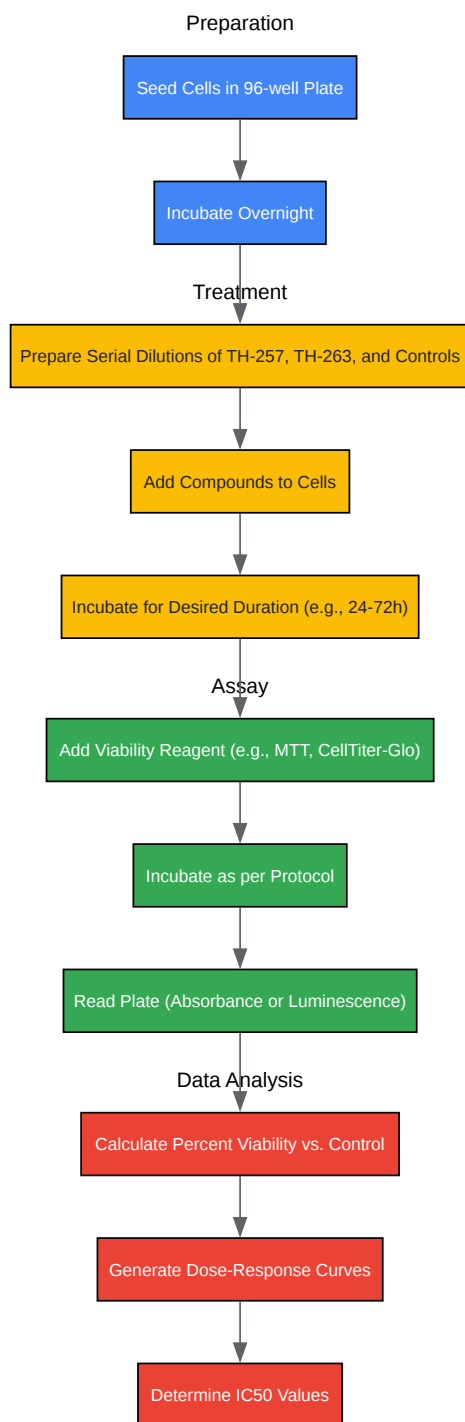 Preparation
Seed Cells in 96-well Plate
Incubate Overnight
Treatment
Prepare Serial Dilutions of TH-257, TH-263, and Controls
Add Compounds to Cells
Incubate for Desired Duration (e.g., 24-72h)
Assay
Add Viability Reagent (e.g., MTT, CellTiter-Glo)
Incubate as per Protocol
Read Plate (Absorbance or Luminescence)
Data Analysis
Calculate Percent Viability vs. Control
Generate Dose-Response Curves
Determine IC50 Values